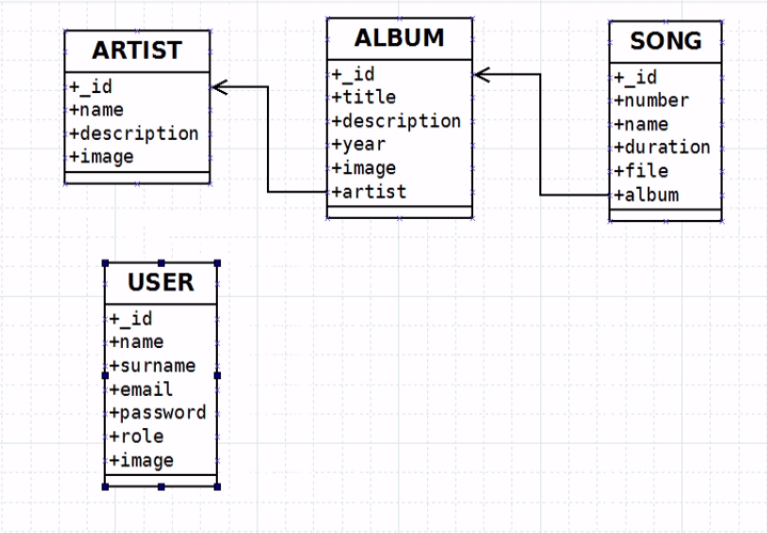 ARTIST
+_id
+name
+description
+image
ALBUM
+_id
+title
+description
+year
+image
+artist
SONG
+_id
+number
+name
+duration
+file
+album
USER
+_id
+name
+surname
+email
+password
+role
+image